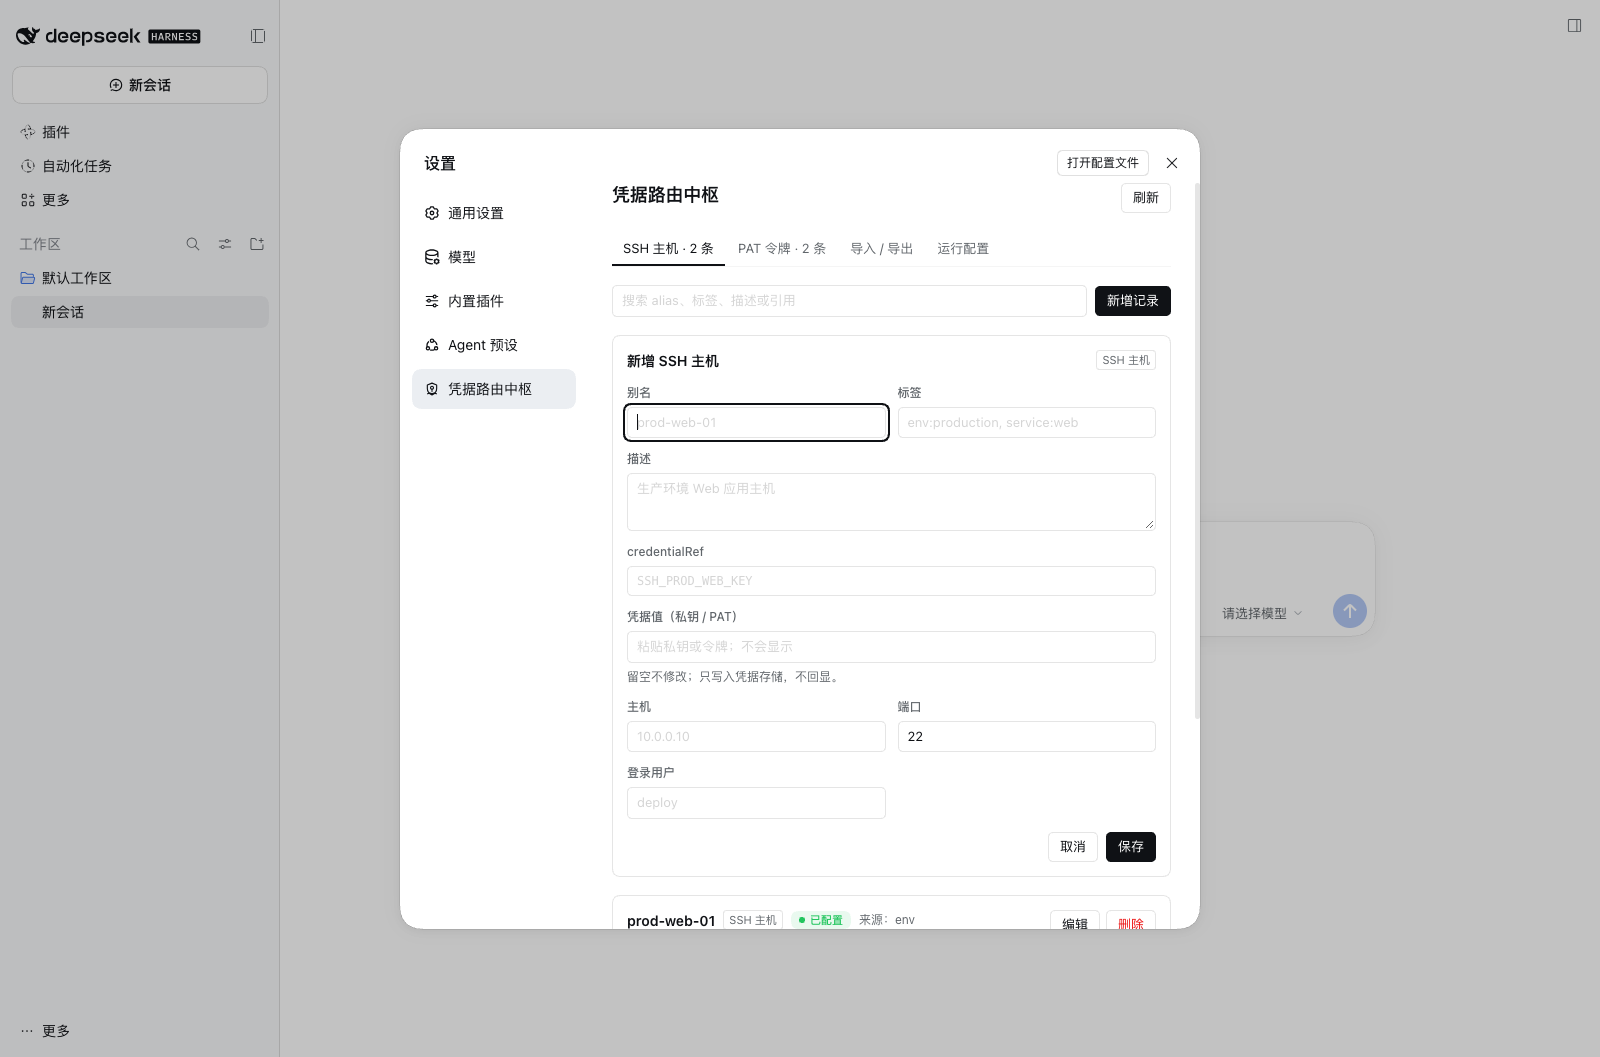 deepseek HARNESS
新会话
插件
自动化任务
更多
工作区
默认工作区
新会话
··· 更多
设置
打开配置文件
通用设置
模型
内置插件
Agent 预设
凭据路由中枢
凭据路由中枢
刷新
SSH 主机 · 2 条
PAT 令牌 · 2 条
导入 / 导出
运行配置
搜索 alias、标签、描述或引用
新增记录
新增 SSH 主机
SSH 主机
别名
标签
prod-web-01
env:production, service:web
描述
生产环境 Web 应用主机
credentialRef
SSH_PROD_WEB_KEY
凭据值（私钥 / PAT）
粘贴私钥或令牌；不会显示
留空不修改；只写入凭据存储，不回显。
主机
端口
10.0.0.10
22
登录用户
deploy
取消
保存
prod-web-01
SSH 主机
已配置
来源：env
编辑
删除
请选择模型